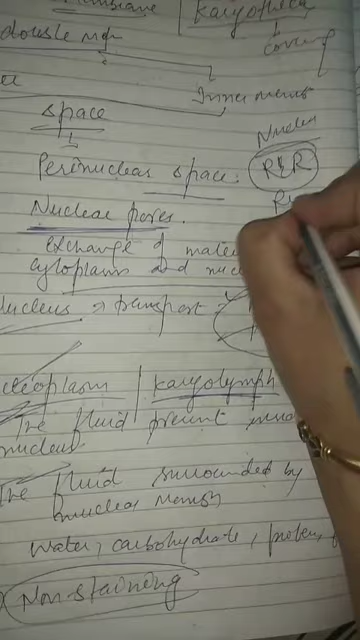 Karyotheca
double mem
covering
Inner memb
space
Nucleus
Perinuclear space. RER
Nuclear pores.
exchange of mate
cytoplasm and nuc
nucleus → transport
cleoplasm | Karyolymph
The fluid present
nucleus
The fluid surrounded by
nuclear
Water, carbohydrate, protein,
Non-staining